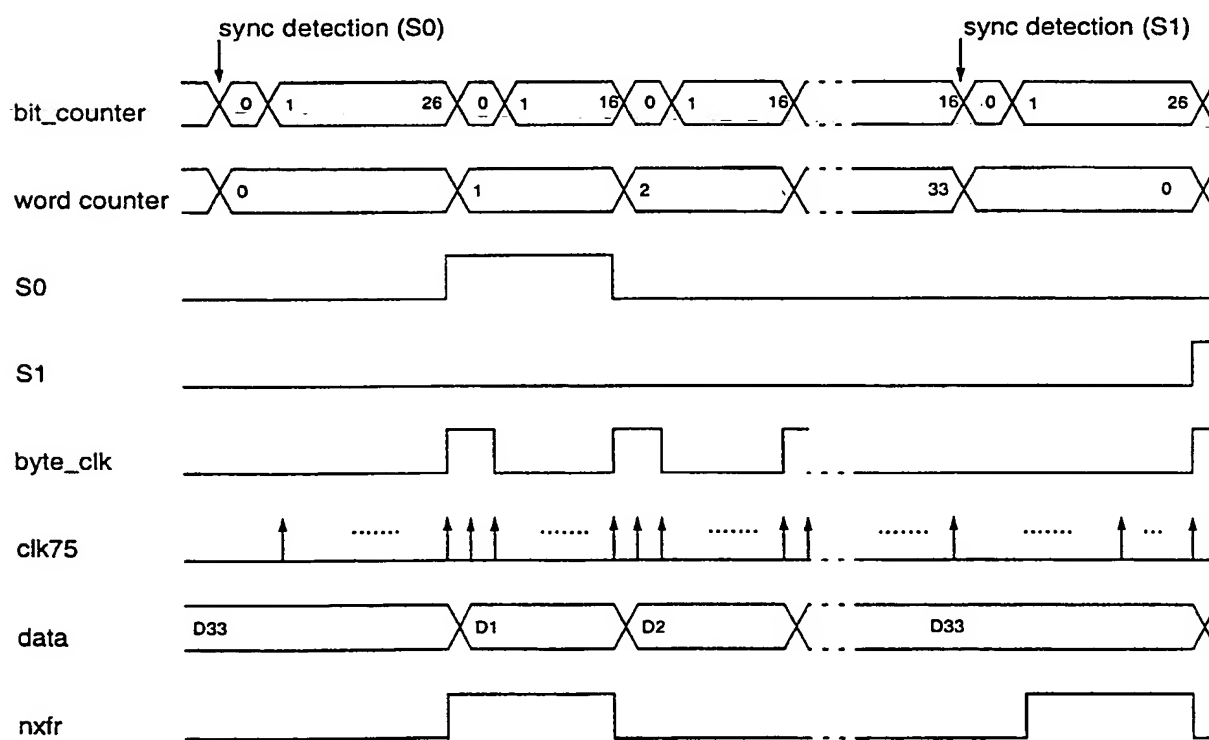 sync detection (S0) sync detection (S1)
bit_counter 0 1 26 0 1 16 0 1 16 16 0 1 26
word counter 0 1 2 33 0
S0
S1
byte_clk
clk75 ....... ....... ....... ....... ....... ...
data D33 D1 D2 D33
nxfr